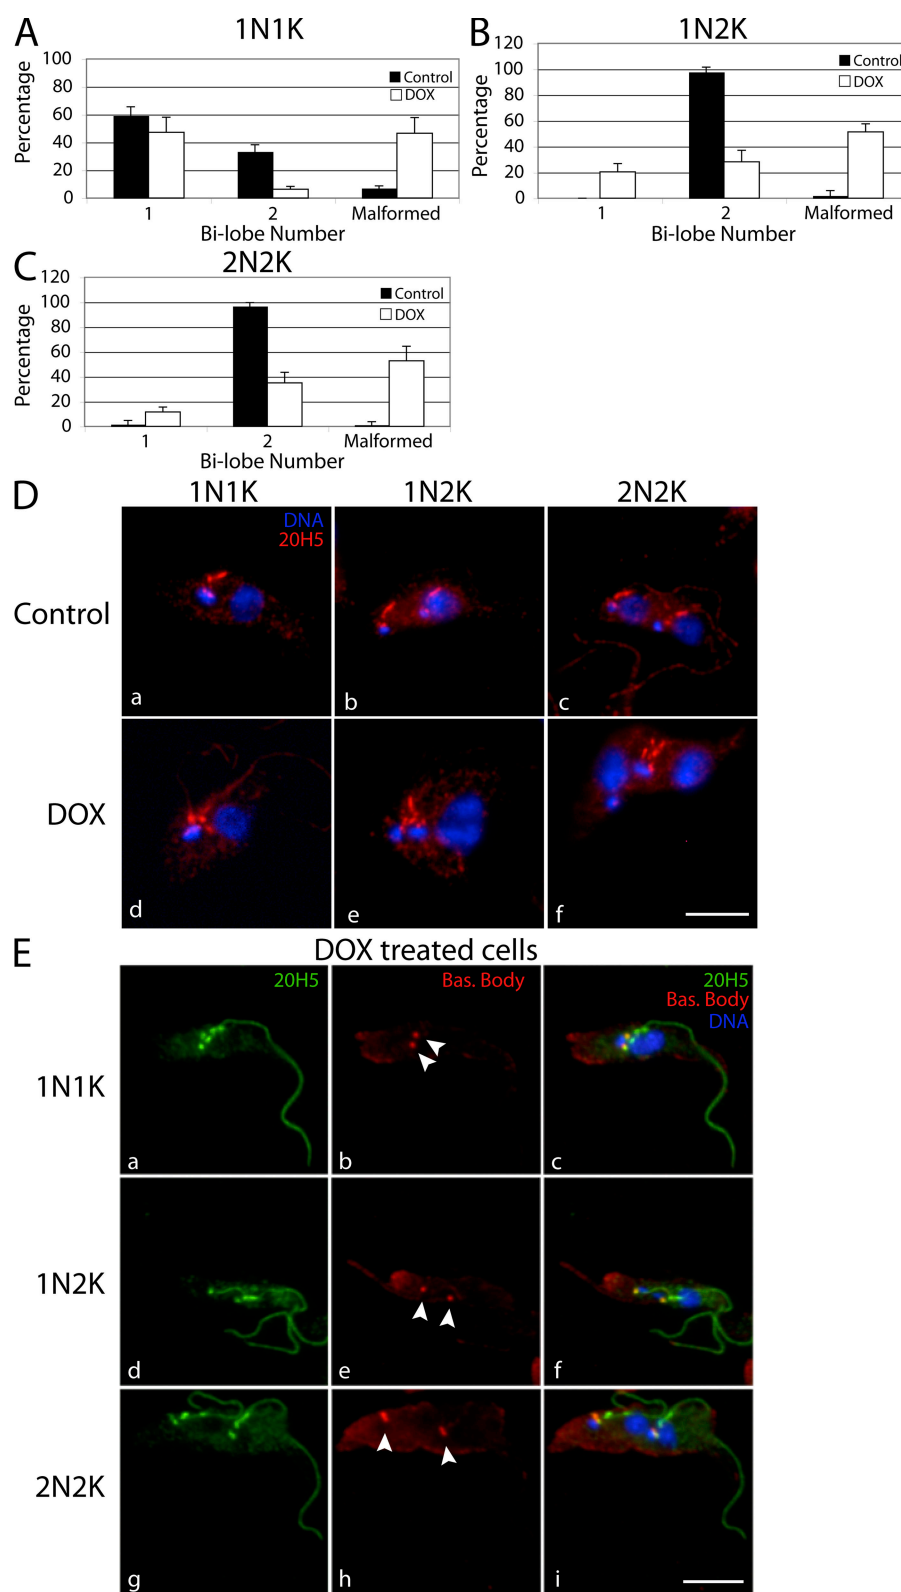 A
1N1K
Percentage
100
80
60
40
20
0
Control
DOX
1
2
Malformed
Bi-lobe Number
B
1N2K
Percentage
120
100
80
60
40
20
0
Control
DOX
1
2
Malformed
Bi-lobe Number
C
2N2K
Percentage
120
100
80
60
40
20
0
Control
DOX
1
2
Malformed
Bi-lobe Number
D
1N1K
1N2K
2N2K
Control
DNA
20H5
a
b
c
DOX
d
e
f
E
DOX treated cells
1N1K
20H5
Bas. Body
20H5
Bas. Body
DNA
a
b
c
1N2K
d
e
f
2N2K
g
h
i